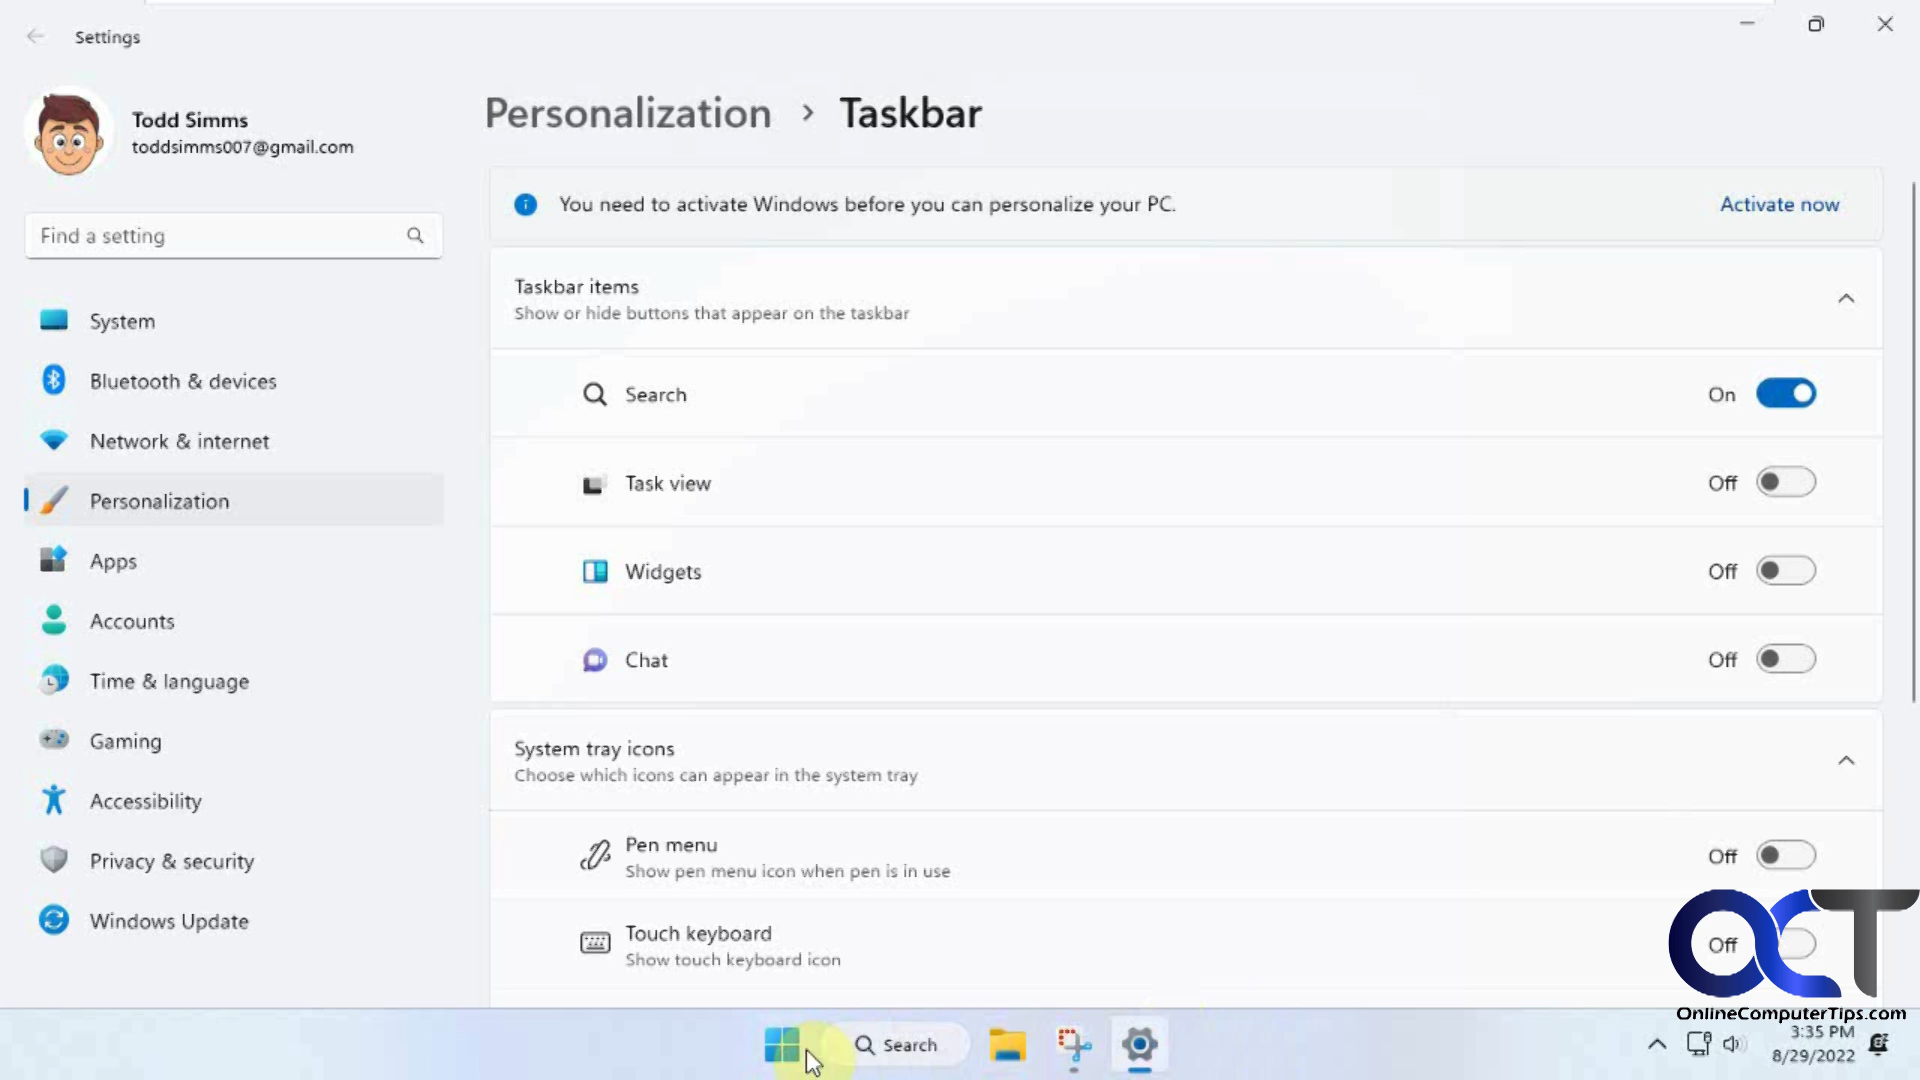 Settings
Todd Simms
toddsimms007@gmail.com
Find a setting
System
Bluetooth & devices
Network & internet
Personalization
Apps
Accounts
Time & language
Gaming
Accessibility
Privacy & security
Windows Update
Personalization > Taskbar
You need to activate Windows before you can personalize your PC.
Activate now
Taskbar items
Show or hide buttons that appear on the taskbar
Search
On
Task view
Off
Widgets
Off
Chat
Off
System tray icons
Choose which icons can appear in the system tray
Pen menu
Show pen menu icon when pen is in use
Off
Touch keyboard
Show touch keyboard icon
Off
OCT
OnlineComputerTips.com
Search
3:35 PM
8/29/2022